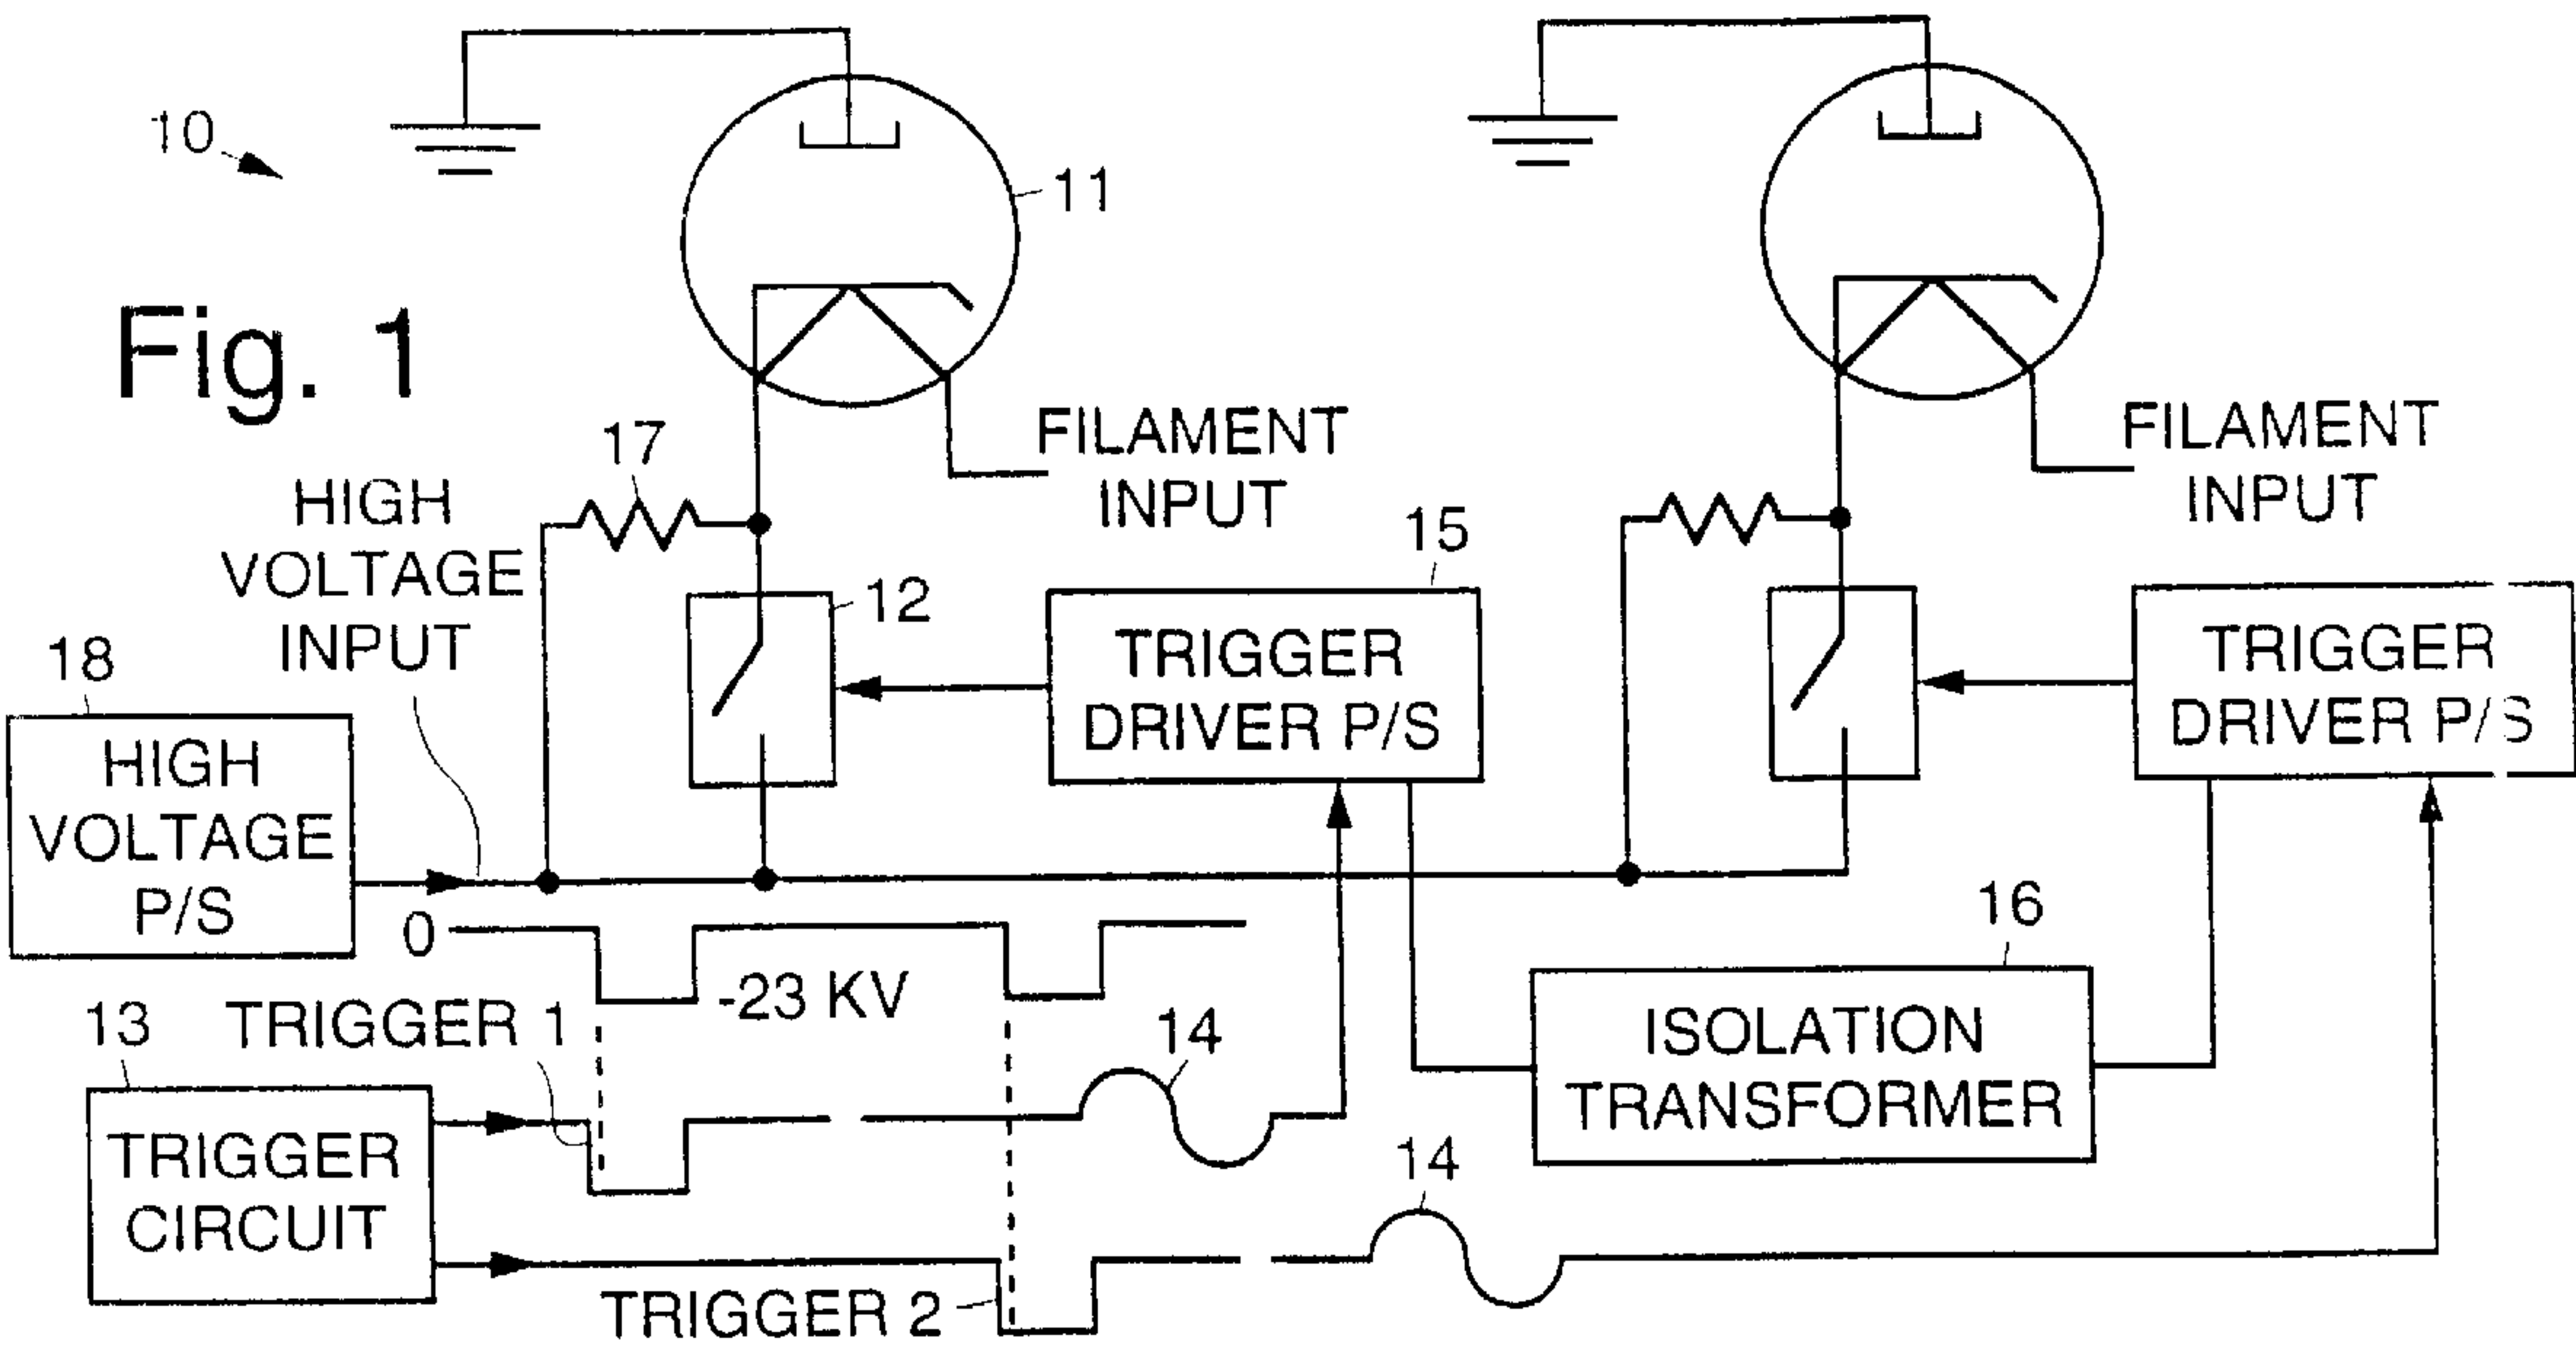 10
11
Fig. 1
17
FILAMENT
INPUT
FILAMENT
INPUT
HIGH
VOLTAGE
INPUT
15
12
18
TRIGGER
DRIVER P/S
TRIGGER
DRIVER P/S
HIGH
VOLTAGE
P/S
0
16
-23 KV
TRIGGER 1
13
14
ISOLATION
TRANSFORMER
TRIGGER
CIRCUIT
14
TRIGGER 2